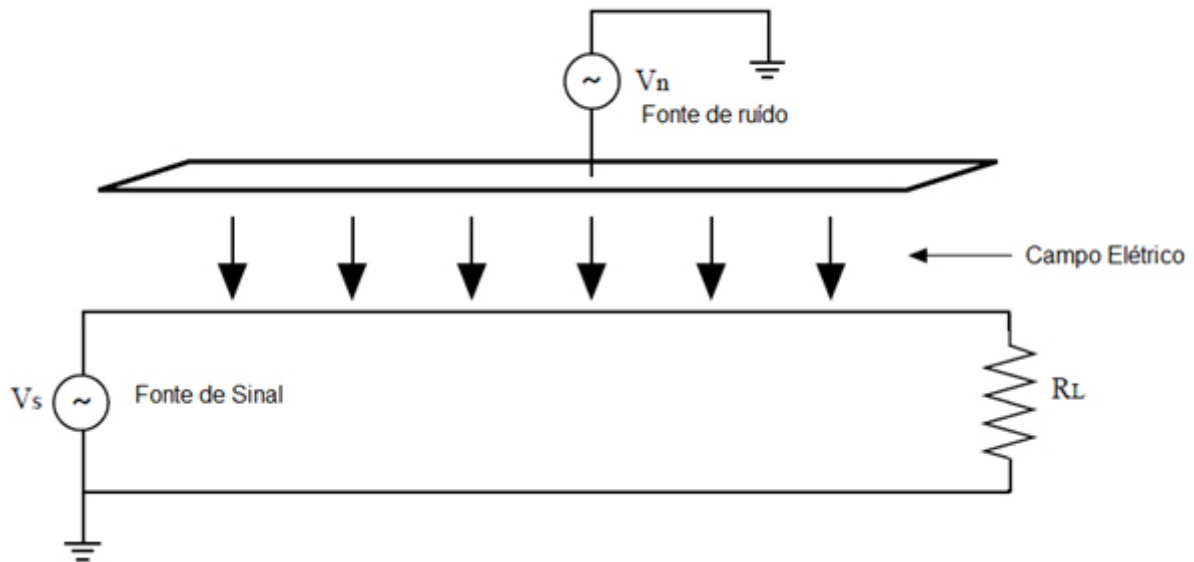 Vn
Fonte de ruído
Campo Elétrico
Vs
Fonte de Sinal
RL